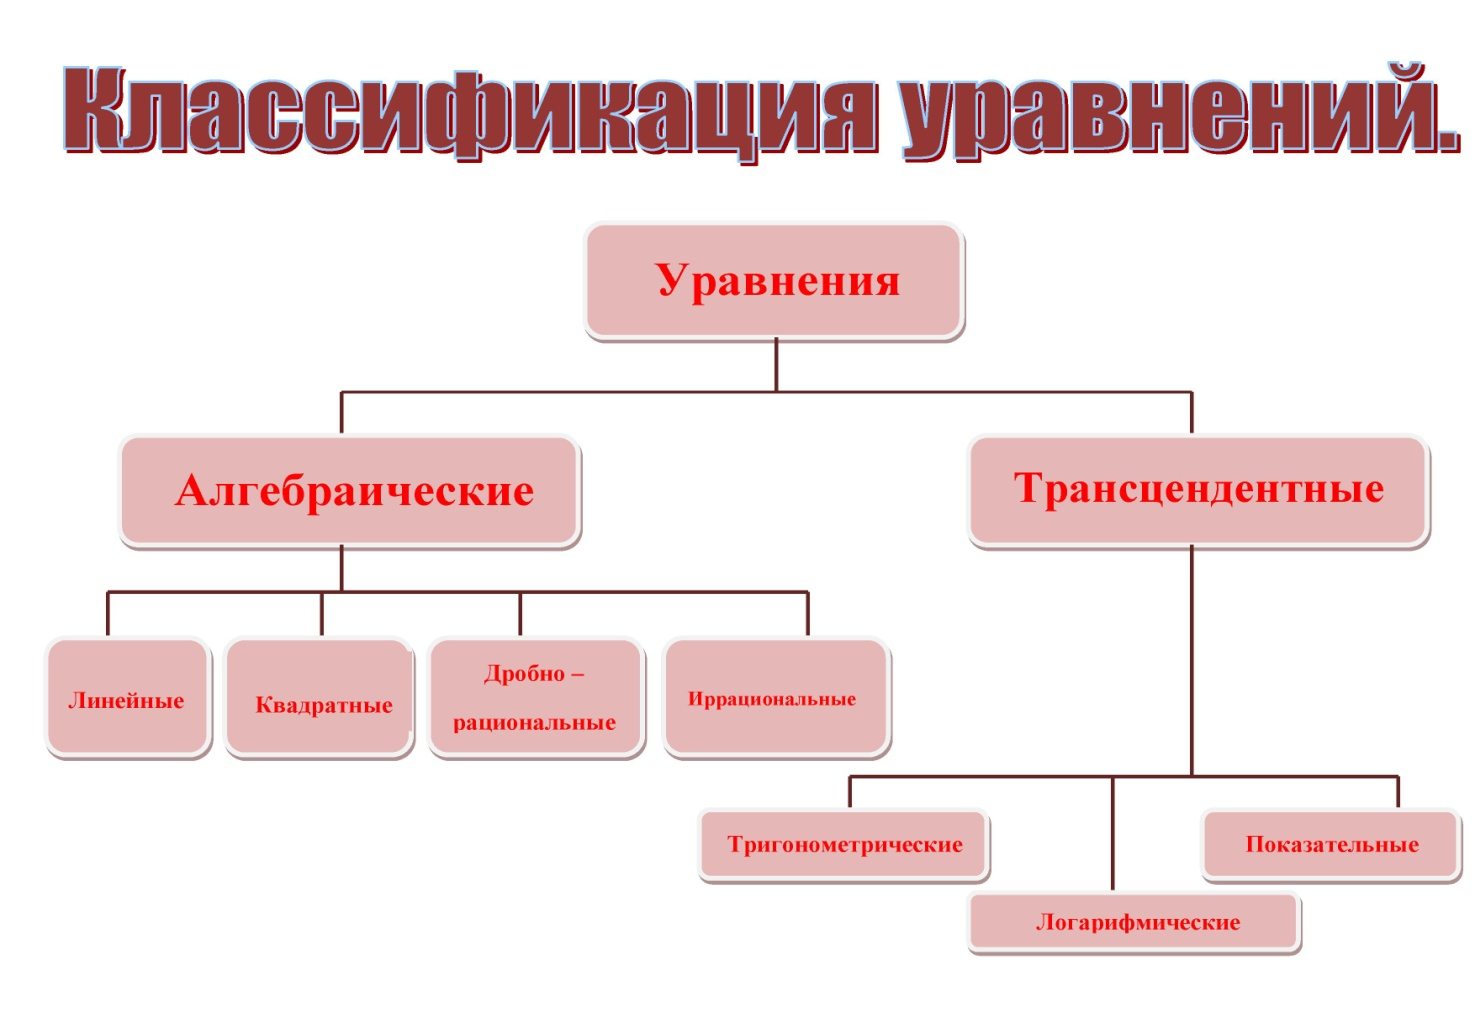 Классификация уравнений.
Уравнения
Алгебраические
Трансцендентные
Линейные
Квадратные
Дробно –
рациональные
Иррациональные
Тригонометрические
Показательные
Логарифмические